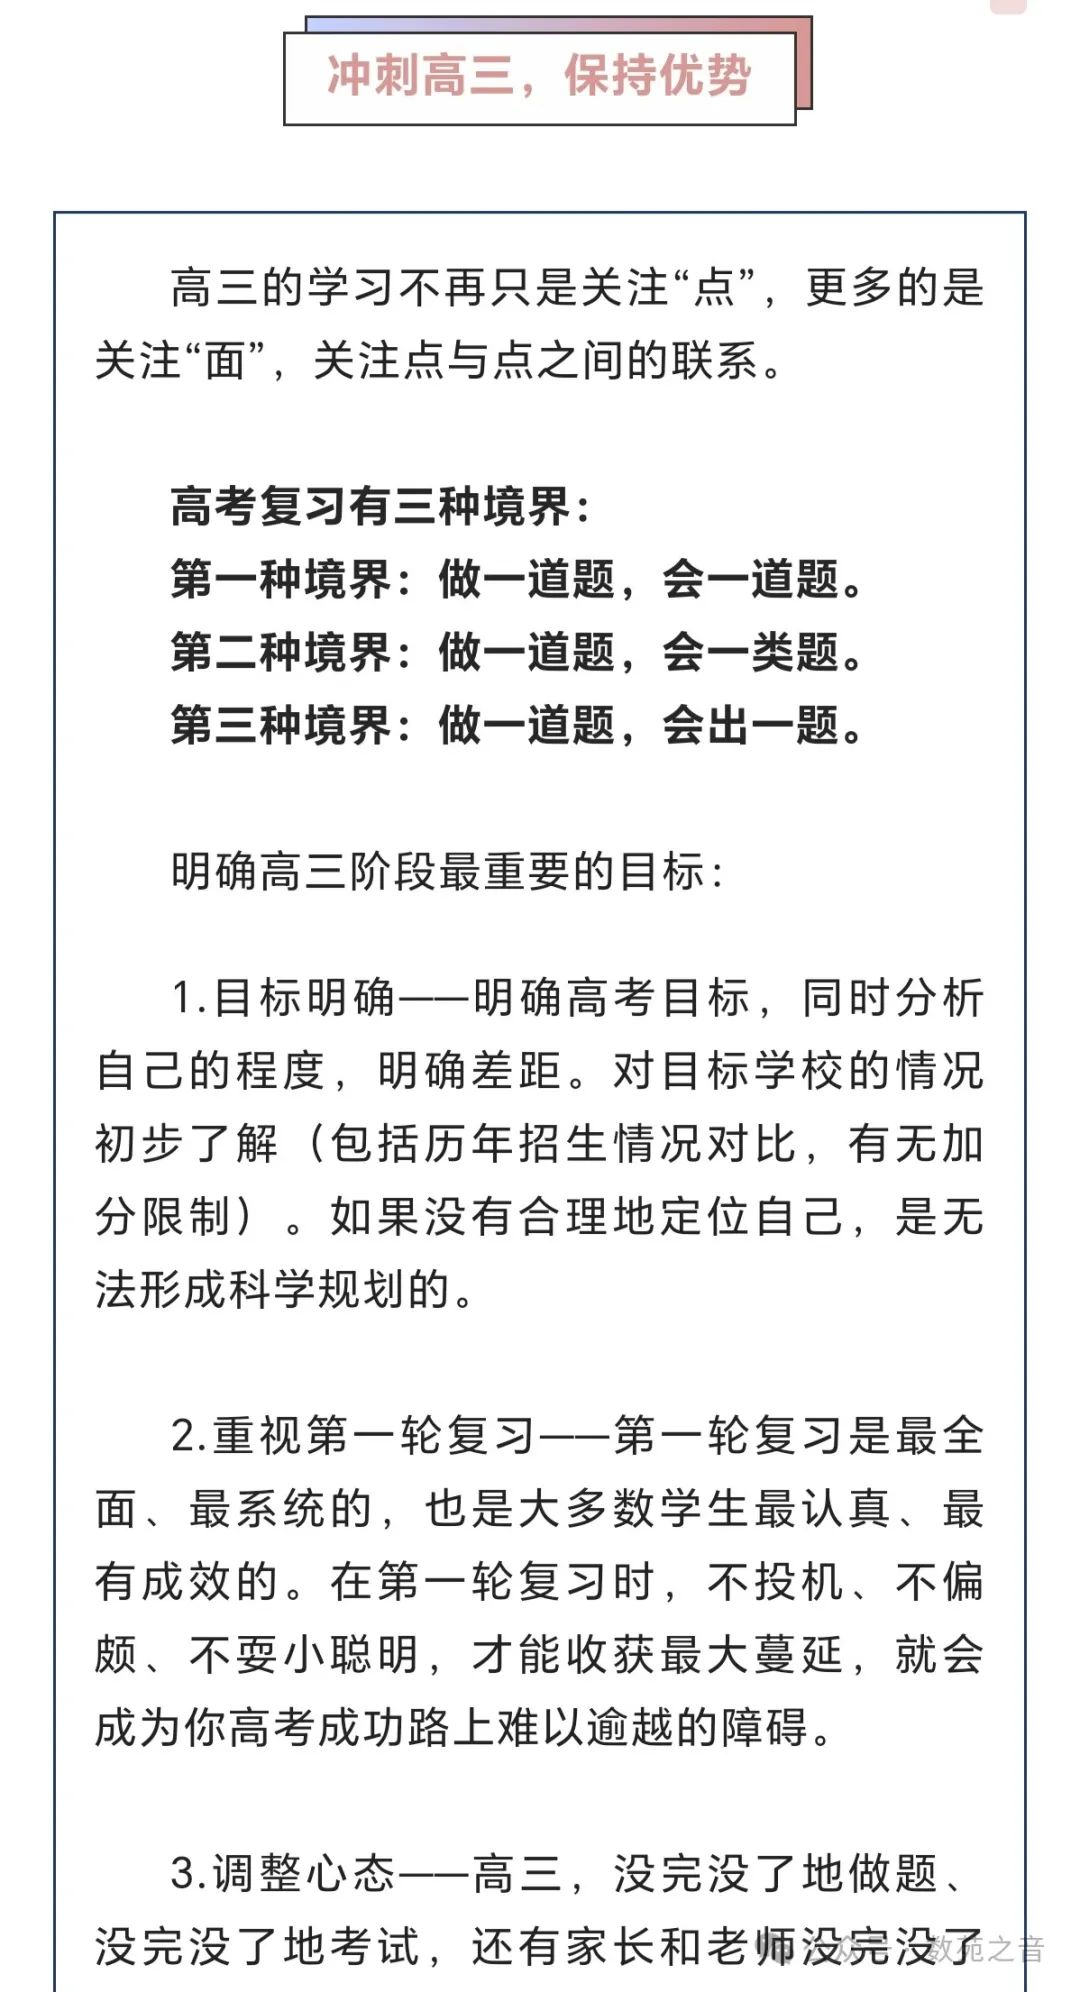 冲刺高三，保持优势
高三的学习不再只是关注“点”，更多的是
关注“面”，关注点与点之间的联系。
高考复习有三种境界：
第一种境界：做一道题，会一道题。
第二种境界：做一道题，会一类题。
第三种境界：做一道题，会出一题。
明确高三阶段最重要的目标：
1.目标明确——明确高考目标，同时分析
自己的程度，明确差距。对目标学校的情况
初步了解（包括历年招生情况对比，有无加
分限制）。如果没有合理地定位自己，是无
法形成科学规划的。
2.重视第一轮复习——第一轮复习是最全
面、最系统的，也是大多数学生最认真、最
有成效的。在第一轮复习时，不投机、不偏
颇、不耍小聪明，才能收获最大蔓延，就会
成为你高考成功路上难以逾越的障碍。
3.调整心态——高三，没完没了地做题、
没完没了地考试，还有家长和老师没完没了
公众号·数苑之音